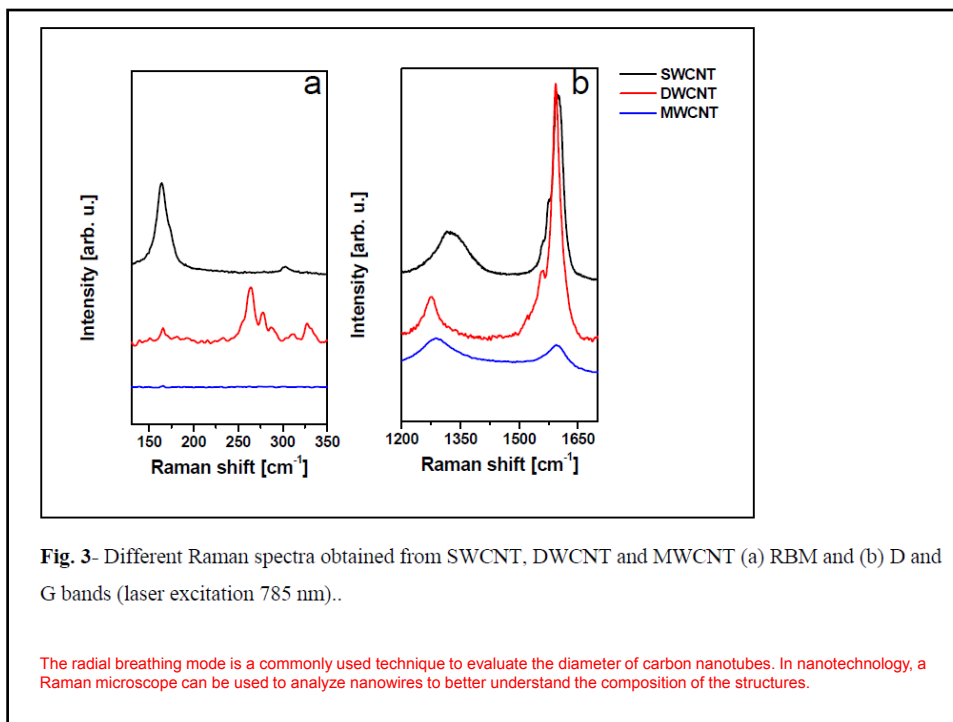 a
b
SWCNT
DWCNT
MWCNT
Intensity [arb. u.]
Intensity [arb. u.]
150 200 250 300 350
1200 1350 1500 1650
Raman shift [cm⁻¹]
Raman shift [cm⁻¹]
Fig. 3- Different Raman spectra obtained from SWCNT, DWCNT and MWCNT (a) RBM and (b) D and
G bands (laser excitation 785 nm)..
The radial breathing mode is a commonly used technique to evaluate the diameter of carbon nanotubes. In nanotechnology, a
Raman microscope can be used to analyze nanowires to better understand the composition of the structures.